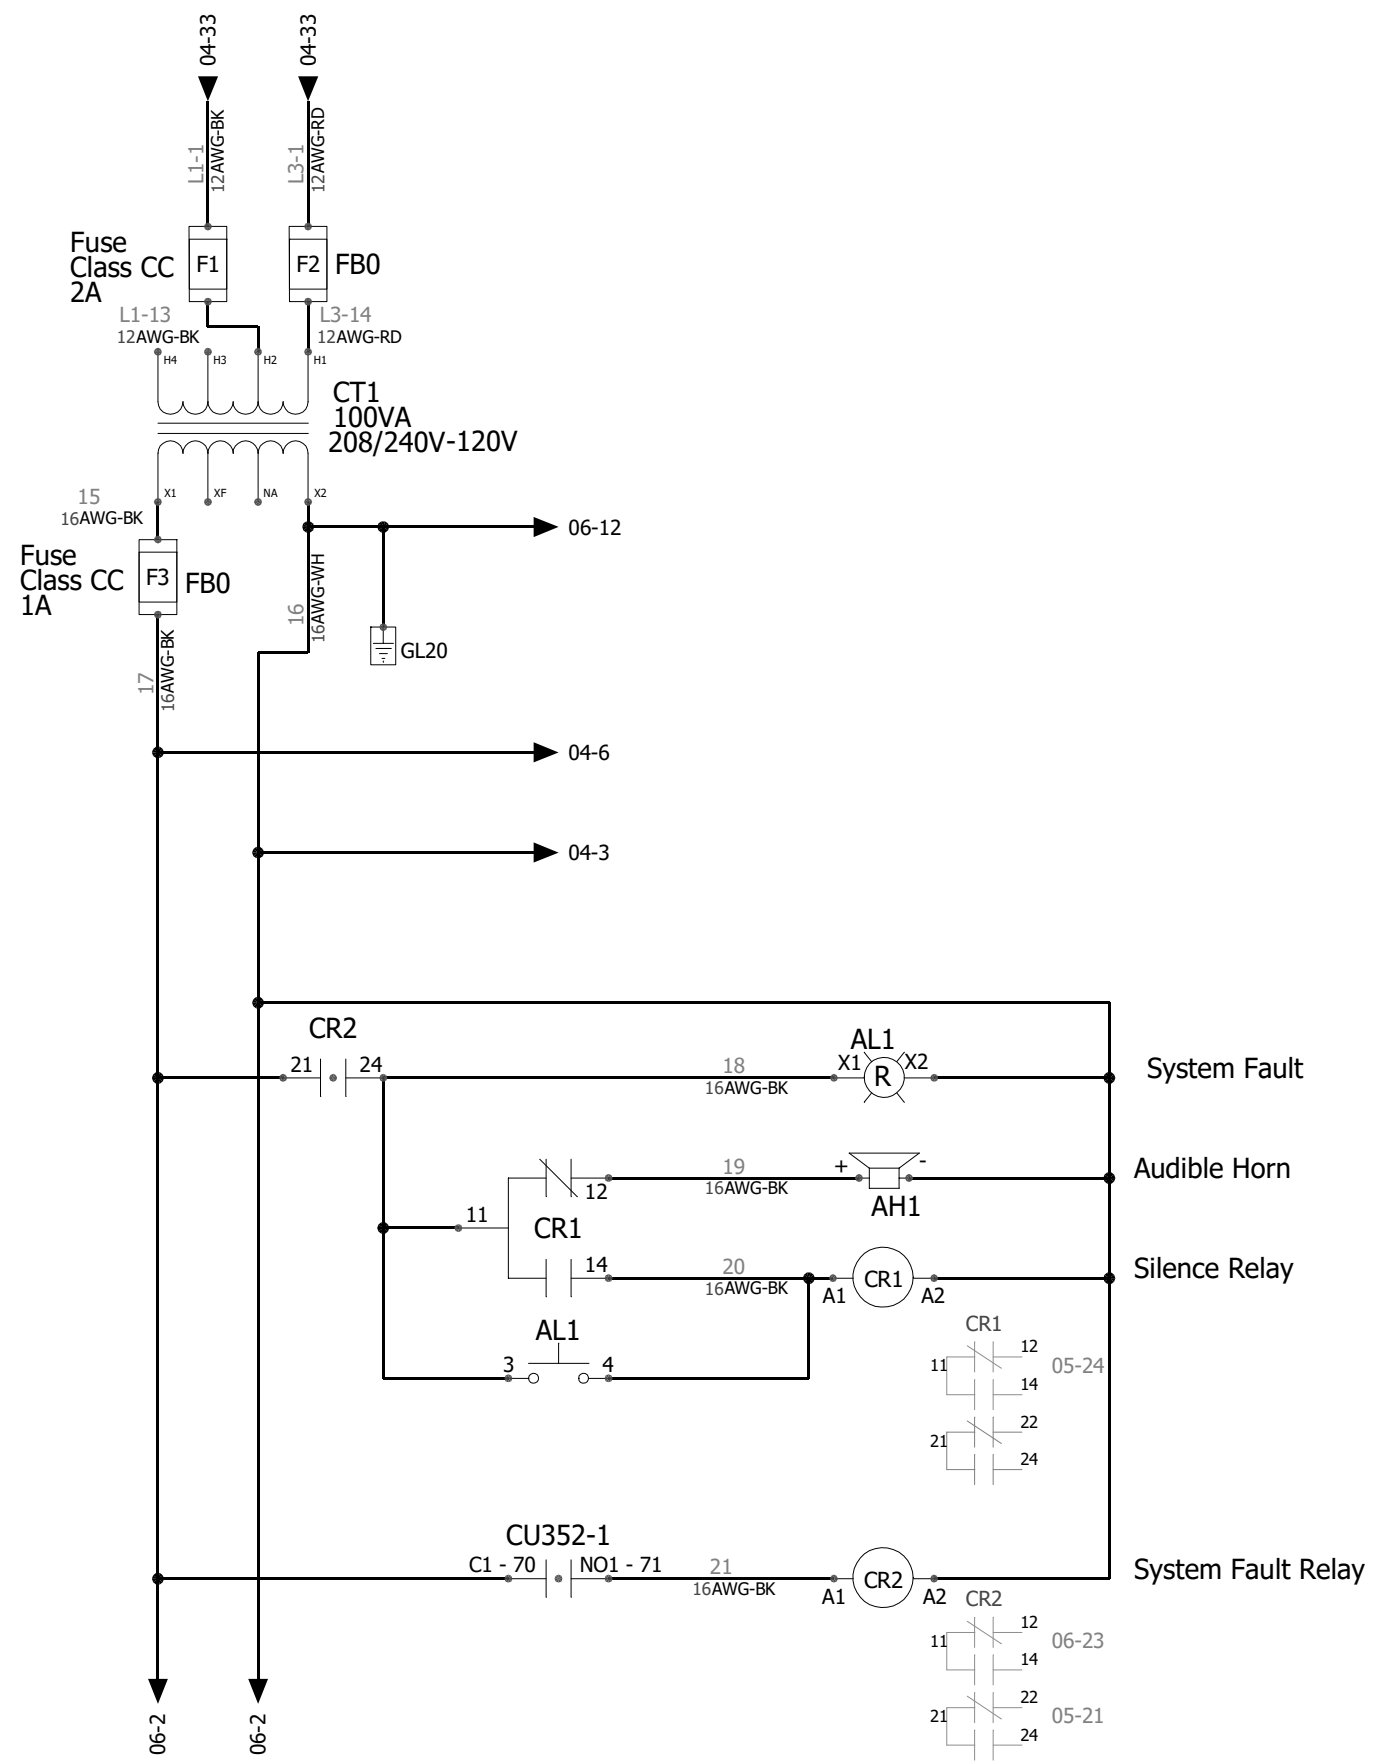 04-33
04-33
L1-1
12AWG-BK
L3-1
12AWG-RD
Fuse
Class CC
2A
F1
F2
FB0
L1-13
12AWG-BK
L3-14
12AWG-RD
H4
H3
H2
H1
CT1
100VA
208/240V-120V
X1
XF
NA
X2
15
16AWG-BK
06-12
Fuse
Class CC
1A
F3
FB0
16
16AWG-WH
GL20
17
16AWG-BK
04-6
04-3
CR2
21
24
18
16AWG-BK
AL1
X1
R
X2
System Fault
12
19
16AWG-BK
+
-
AH1
Audible Horn
11
CR1
14
20
16AWG-BK
A1
CR1
A2
Silence Relay
AL1
3
4
CR1
11
12
14
05-24
21
22
24
CU352-1
C1 - 70
NO1 - 71
21
16AWG-BK
A1
CR2
A2
System Fault Relay
CR2
11
12
14
06-23
21
22
24
05-21
06-2
06-2